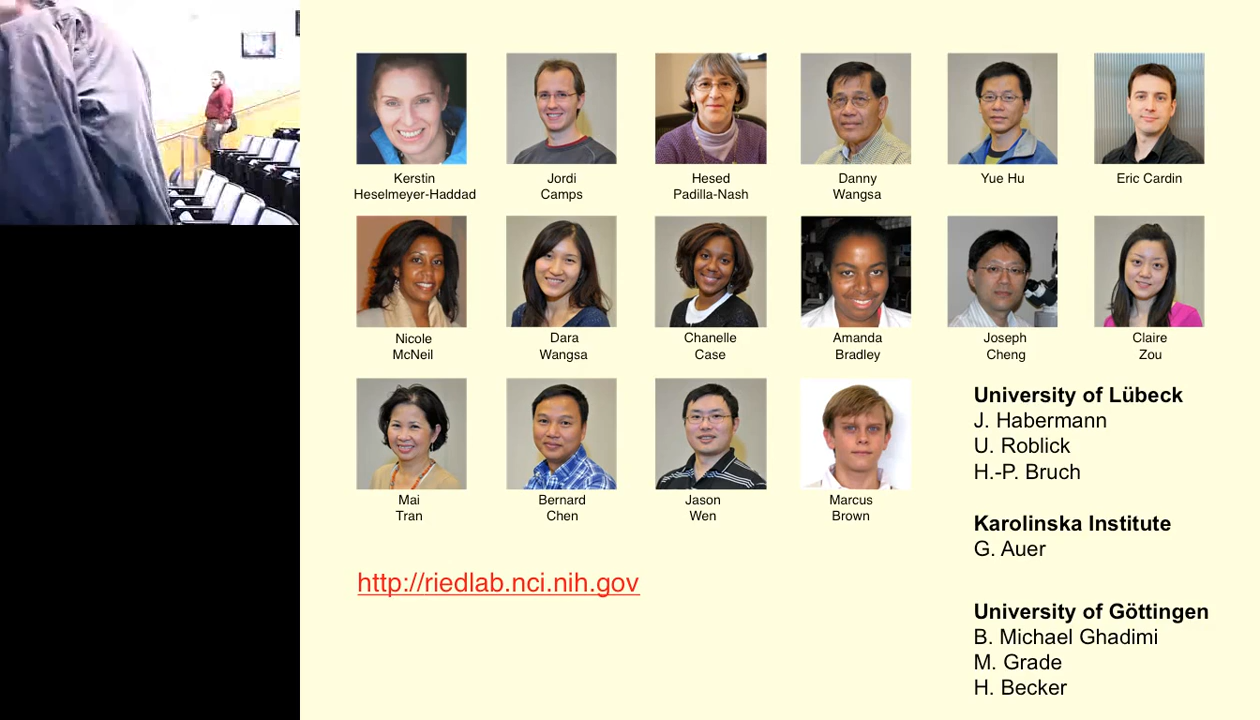 Kerstin
Heselmeyer-Haddad
Jordi
Camps
Hesed
Padilla-Nash
Danny
Wangsa
Yue Hu
Eric Cardin
Nicole
McNeil
Dara
Wangsa
Chanelle
Case
Amanda
Bradley
Joseph
Cheng
Claire
Zou
Mai
Tran
Bernard
Chen
Jason
Wen
Marcus
Brown
University of Lübeck
J. Habermann
U. Roblick
H.-P. Bruch
Karolinska Institute
G. Auer
http://riedlab.nci.nih.gov
University of Göttingen
B. Michael Ghadimi
M. Grade
H. Becker